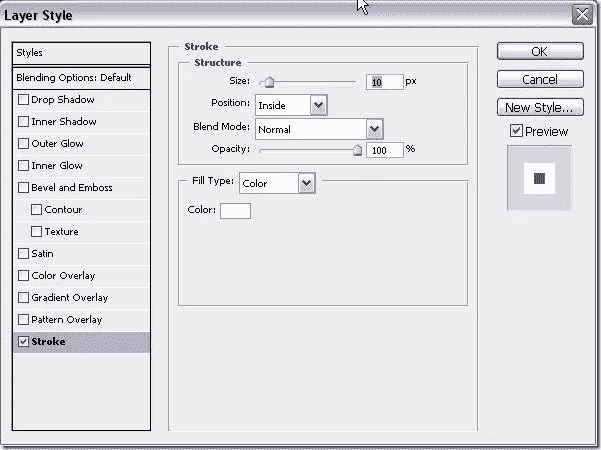 Layer Style
Styles
Blending Options: Default
Drop Shadow
Inner Shadow
Outer Glow
Inner Glow
Bevel and Emboss
Contour
Texture
Satin
Color Overlay
Gradient Overlay
Pattern Overlay
Stroke
Stroke
Structure
Size: 10 px
Position: Inside
Blend Mode: Normal
Opacity: 100 %
Fill Type: Color
Color:
OK
Cancel
New Style...
Preview